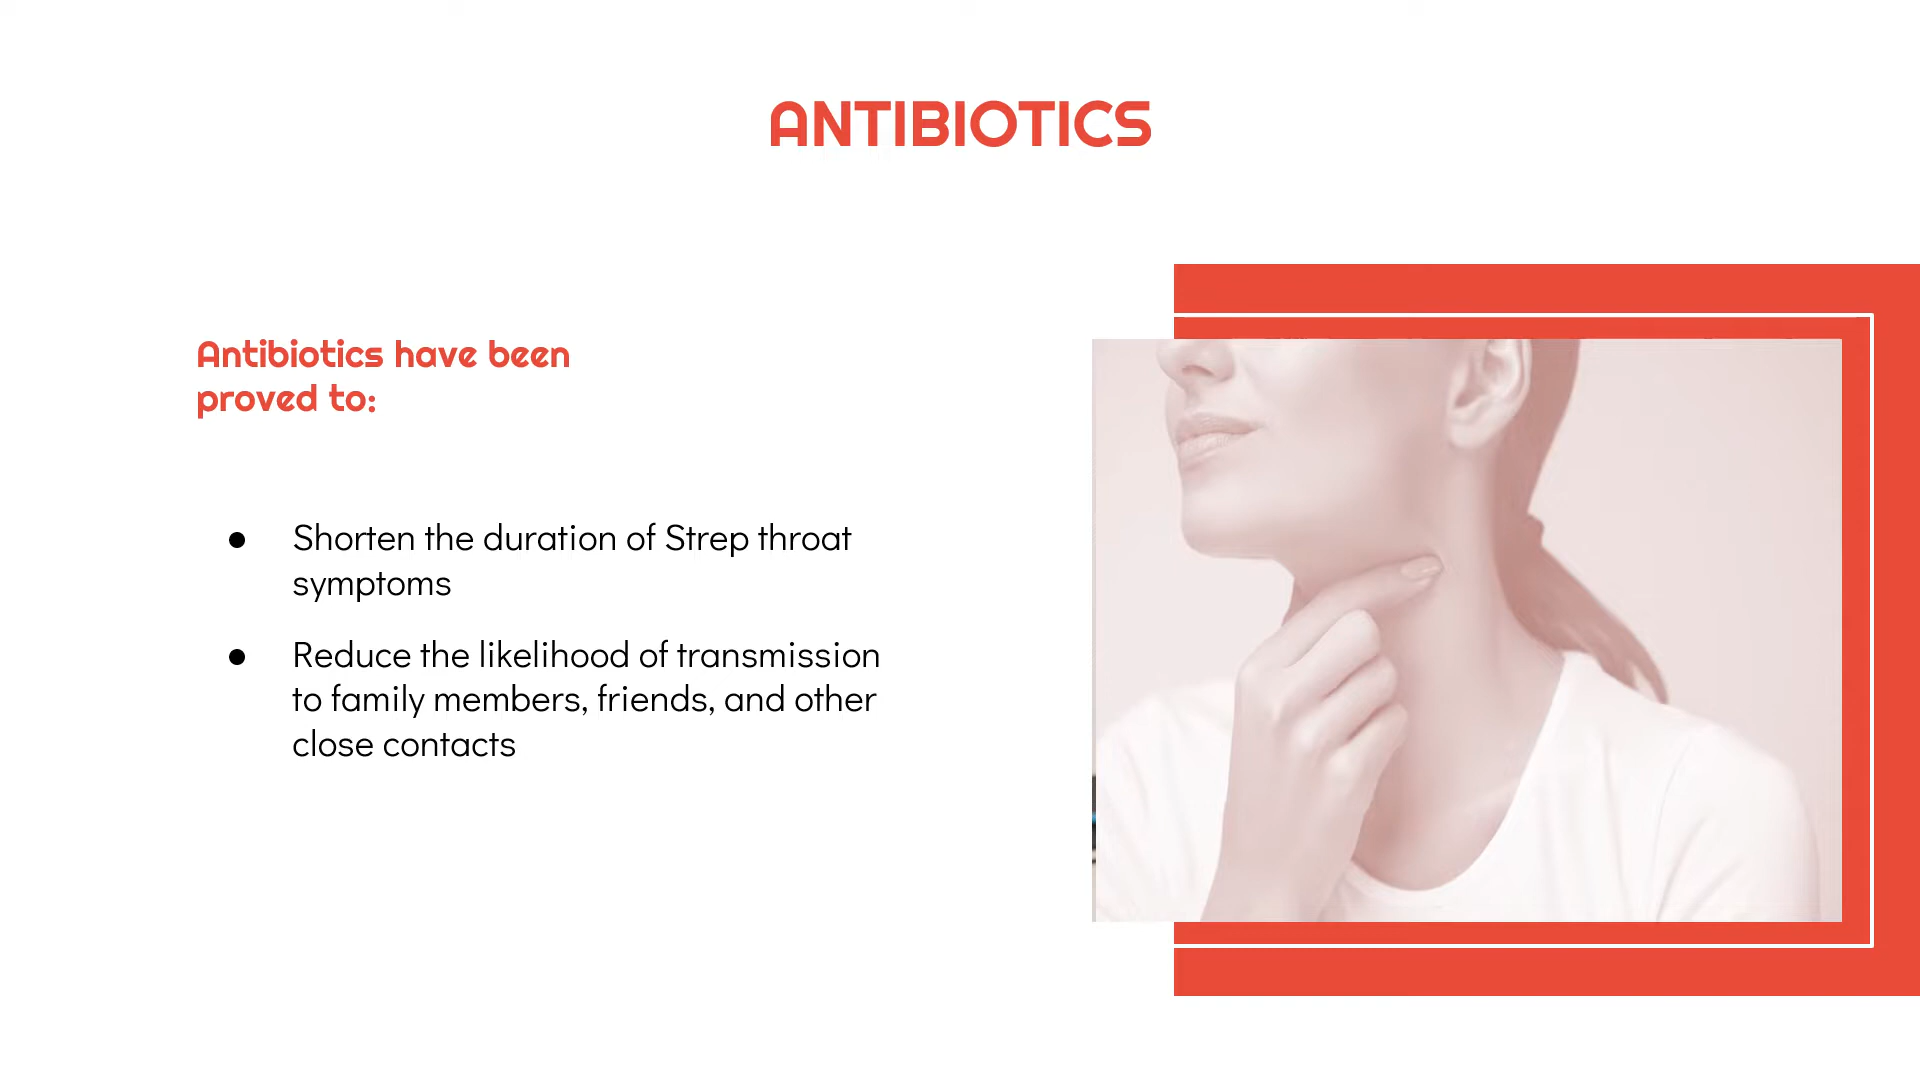 ANTIBIOTICS
Antibiotics have been
proved to:
● Shorten the duration of Strep throat
symptoms
● Reduce the likelihood of transmission
to family members, friends, and other
close contacts